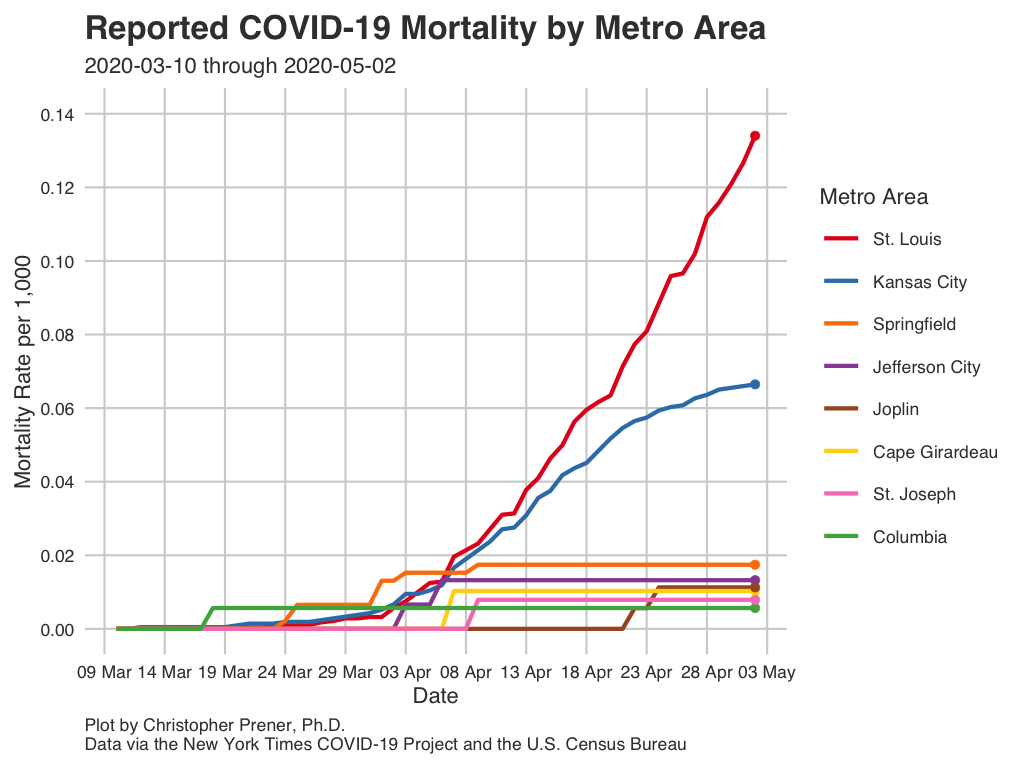 Reported COVID-19 Mortality by Metro Area
2020-03-10 through 2020-05-02
Mortality Rate per 1,000
0.14
0.12
0.10
0.08
0.06
0.04
0.02
0.00
09 Mar 14 Mar 19 Mar 24 Mar 29 Mar 03 Apr 08 Apr 13 Apr 18 Apr 23 Apr 28 Apr 03 May
Date
Metro Area
St. Louis
Kansas City
Springfield
Jefferson City
Joplin
Cape Girardeau
St. Joseph
Columbia
Plot by Christopher Prener, Ph.D.
Data via the New York Times COVID-19 Project and the U.S. Census Bureau